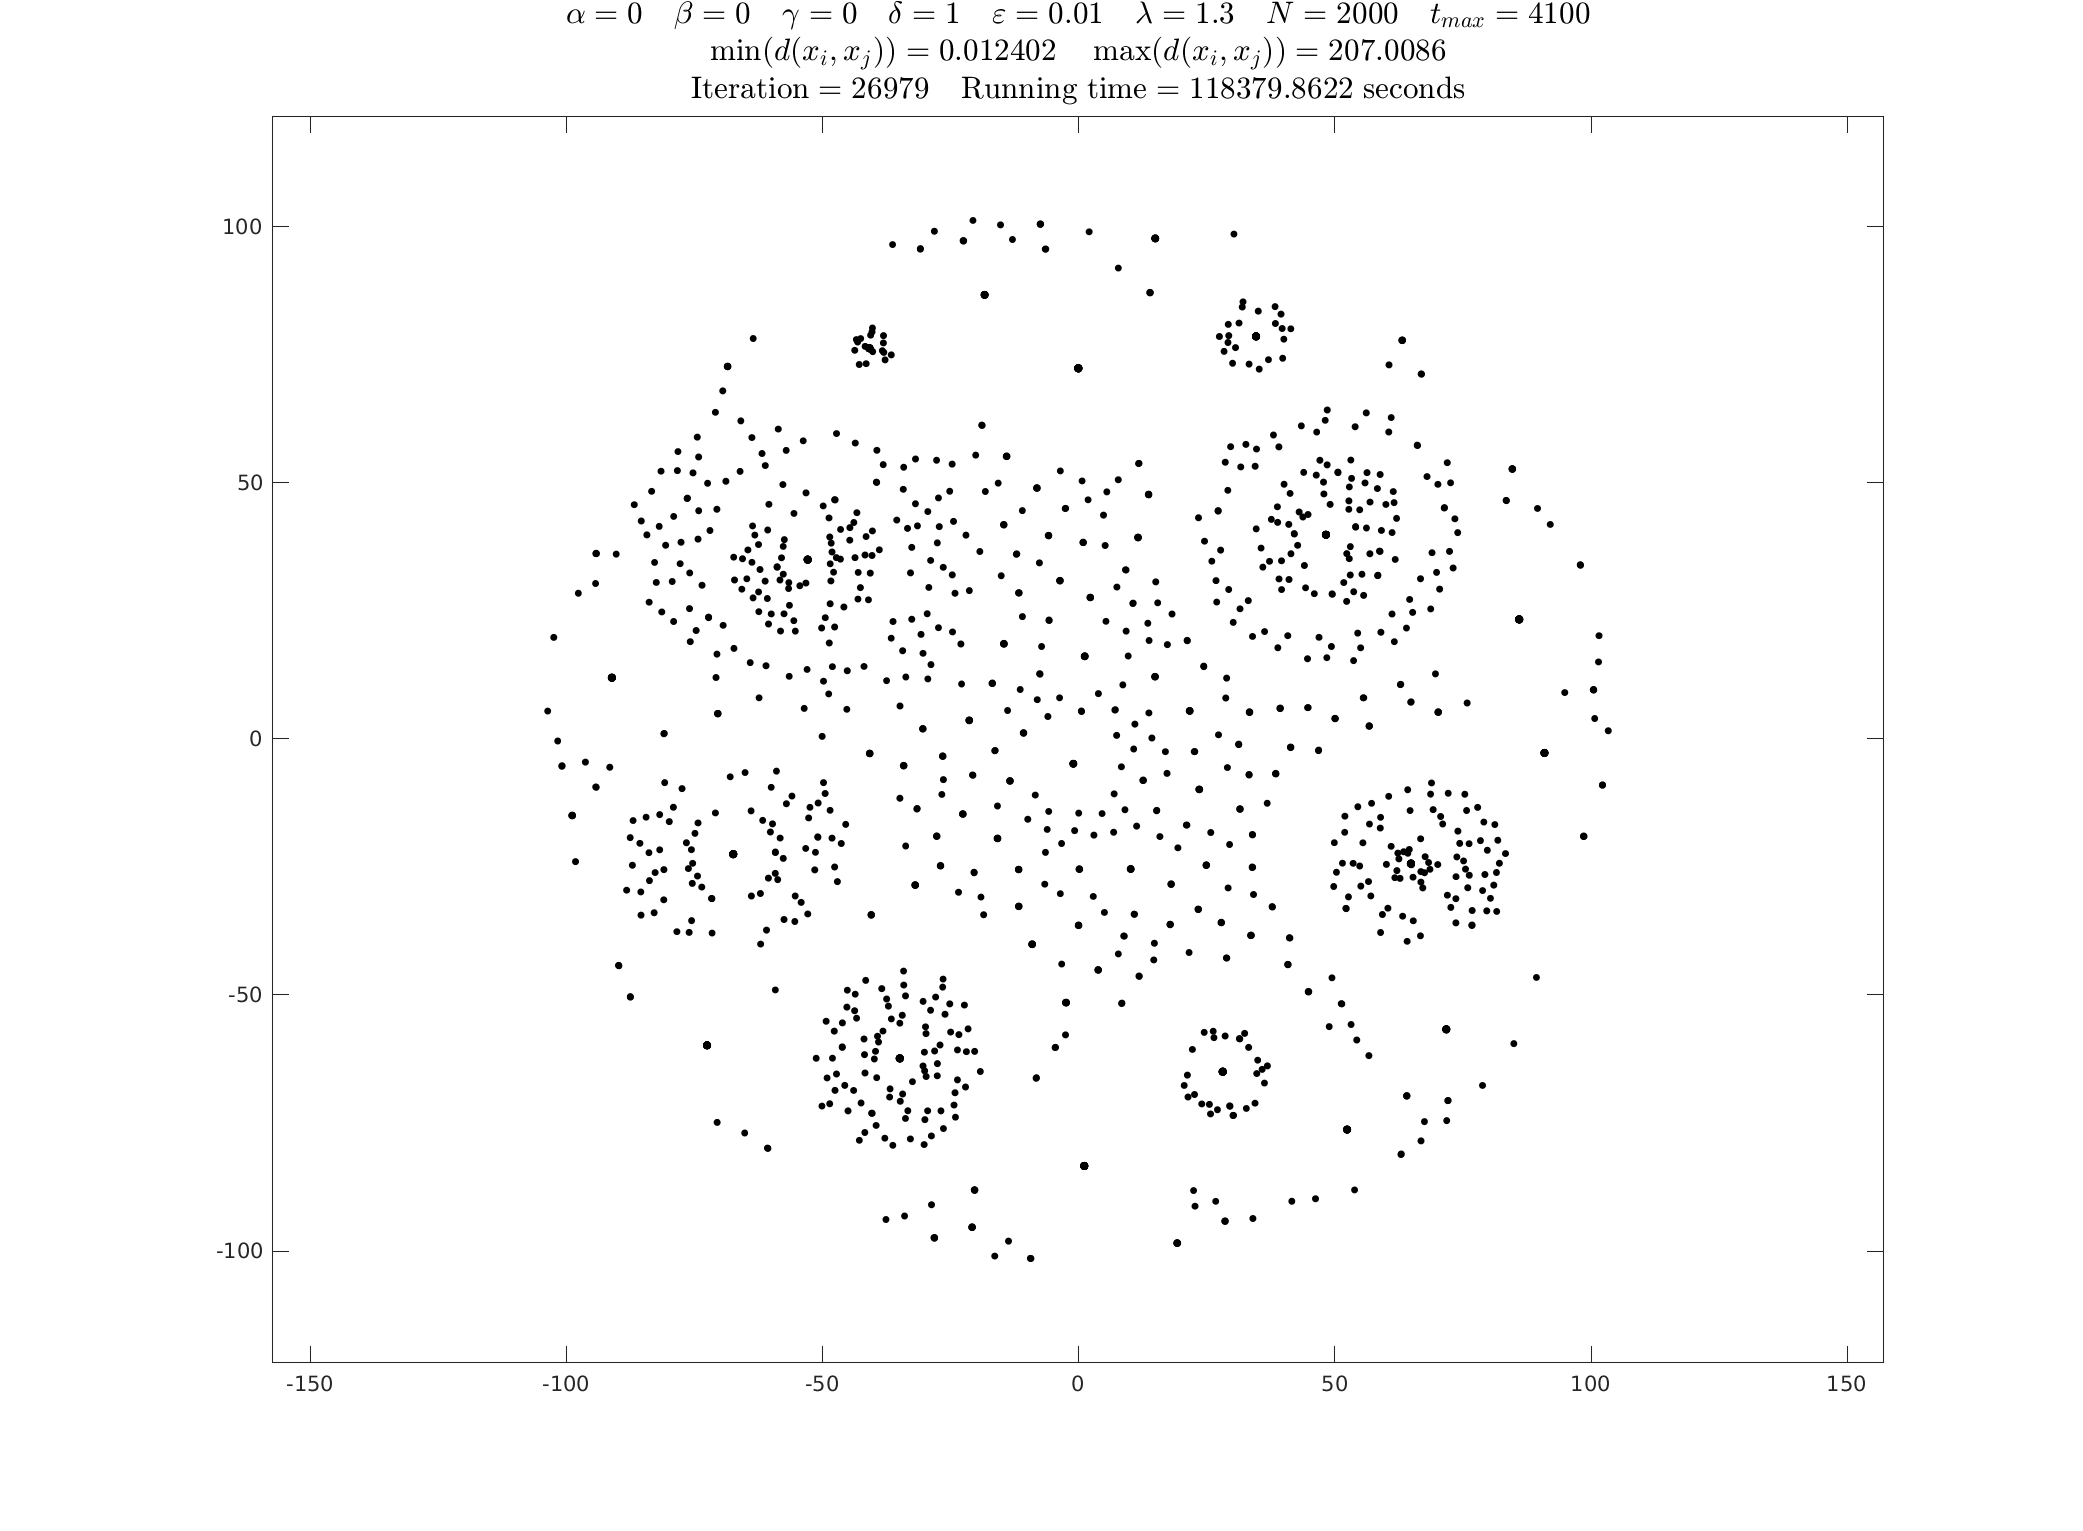 α = 0 β = 0 γ = 0 δ = 1 ε = 0.01 λ = 1.3 N = 2000 t_max = 4100
min(d(x_i, x_j)) = 0.012402 max(d(x_i, x_j)) = 207.0086
Iteration = 26979 Running time = 118379.8622 seconds
100
50
0
-50
-100
-150 -100 -50 0 50 100 150